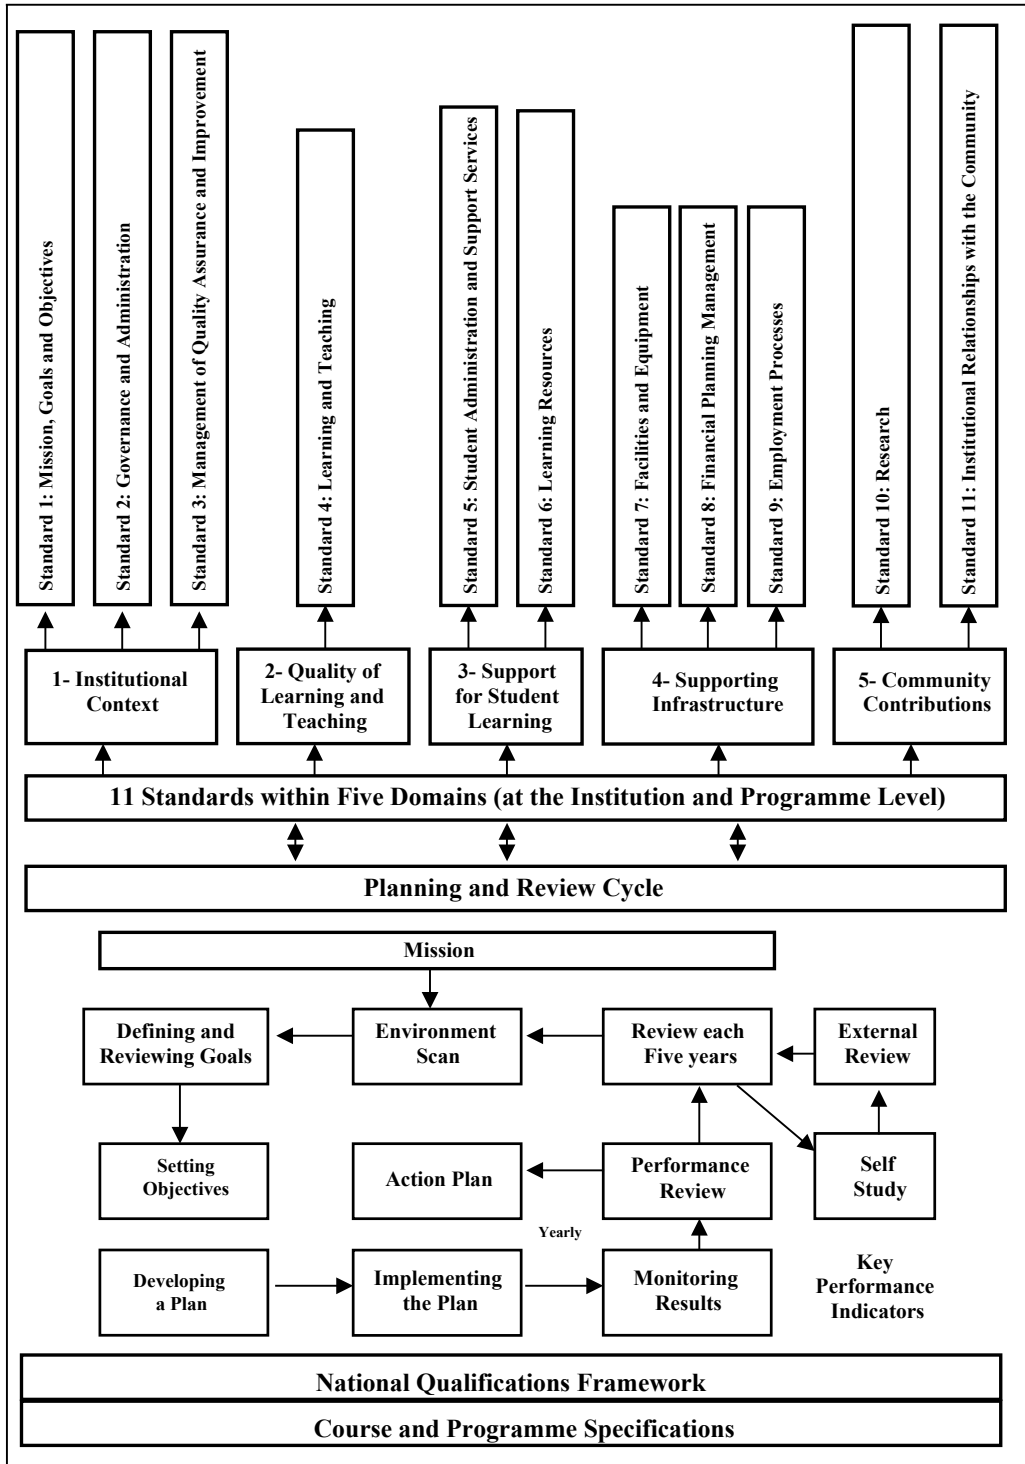 Standard 1: Mission, Goals and Objectives
Standard 2: Governance and Administration
Standard 3: Management of Quality Assurance and Improvement
Standard 4: Learning and Teaching
Standard 5: Student Administration and Support Services
Standard 6: Learning Resources
Standard 7: Facilities and Equipment
Standard 8: Financial Planning Management
Standard 9: Employment Processes
Standard 10: Research
Standard 11: Institutional Relationships with the Community
1- Institutional
Context
2- Quality of
Learning and
Teaching
3- Support
for Student
Learning
4- Supporting
Infrastructure
5- Community
Contributions
11 Standards within Five Domains (at the Institution and Programme Level)
Planning and Review Cycle
Mission
Defining and
Reviewing Goals
Environment
Scan
Review each
Five years
External
Review
Setting
Objectives
Action Plan
Performance
Review
Self
Study
Yearly
Developing
a Plan
Implementing
the Plan
Monitoring
Results
Key
Performance
Indicators
National Qualifications Framework
Course and Programme Specifications